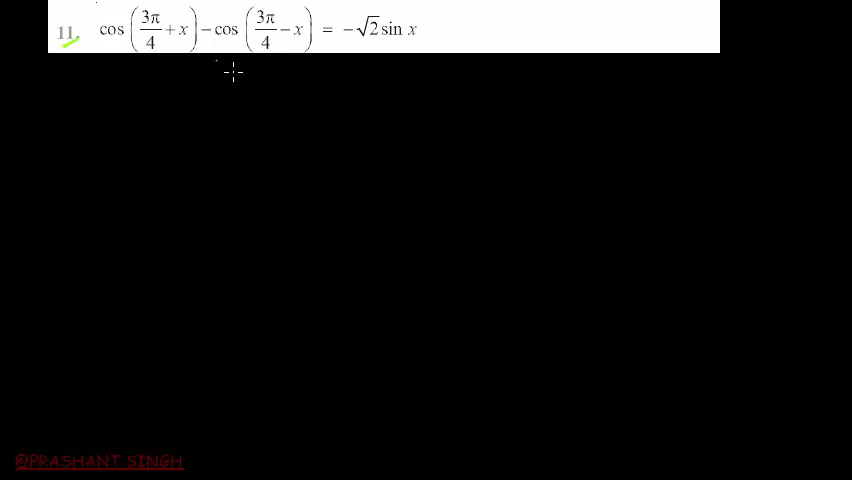 11. cos (3π/4 + x) − cos (3π/4 − x) = −√2 sin x
@PRASHANT SINGH